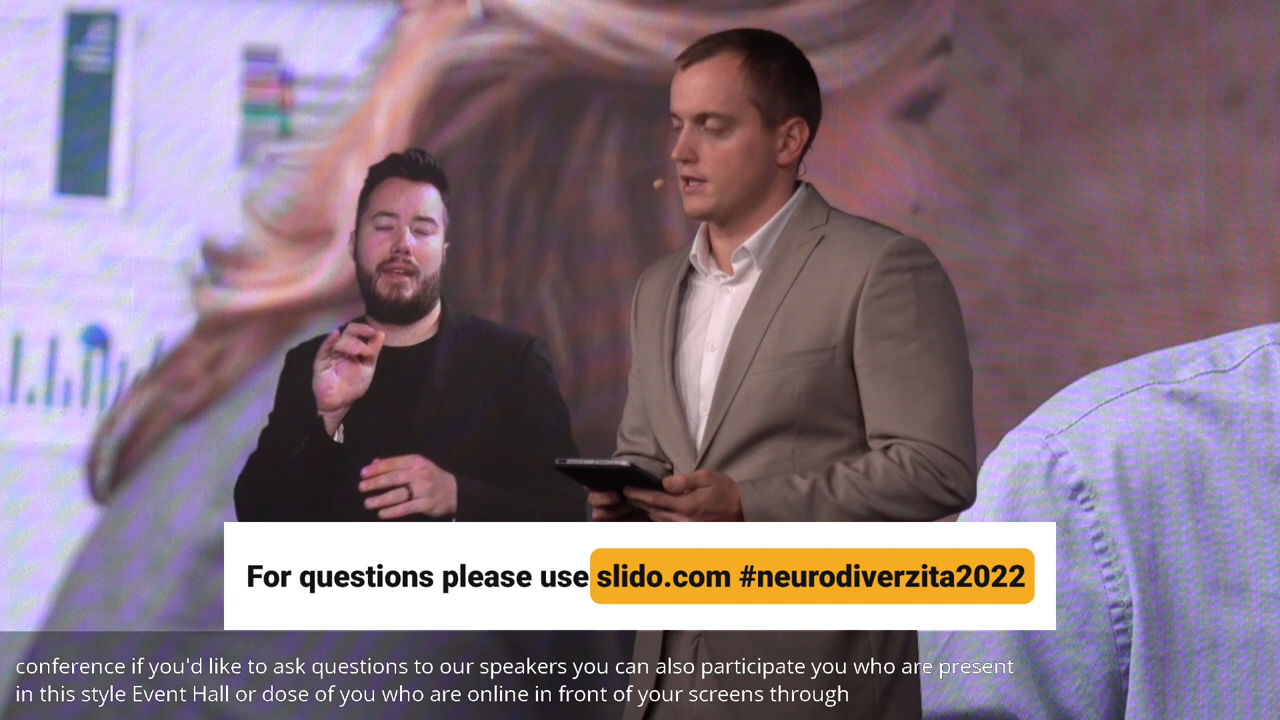 For questions please use slido.com #neurodiverzita2022
conference if you'd like to ask questions to our speakers you can also participate you who are present
in this style Event Hall or dose of you who are online in front of your screens through